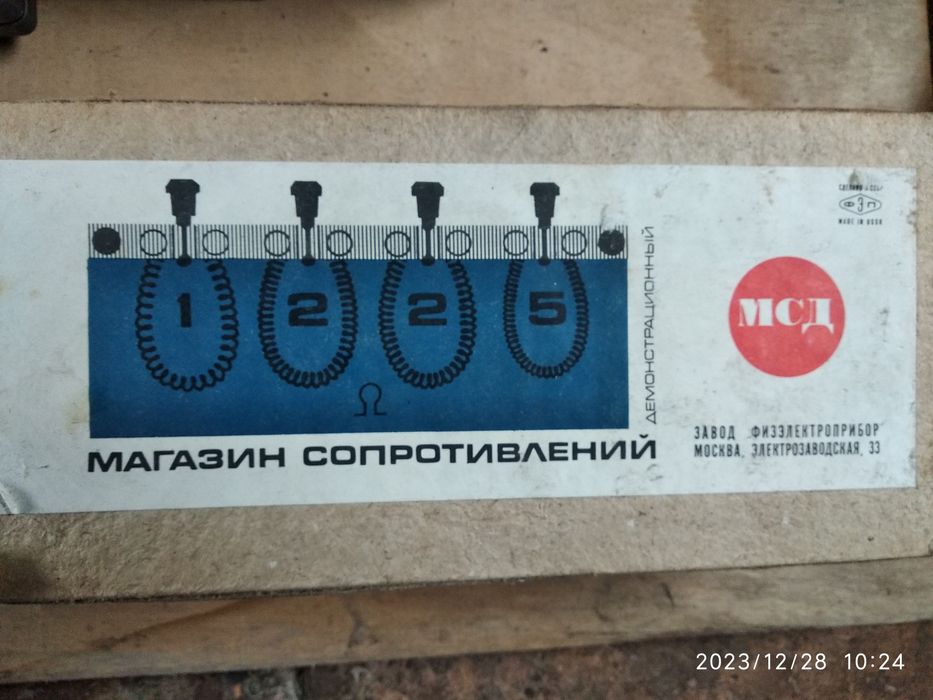 СДЕЛАНО В СССР
ФЭП
MADE IN USSR
1 2 2 5
Ω
ДЕМОНСТРАЦИОННЫЙ
МСД
МАГАЗИН СОПРОТИВЛЕНИЙ
ЗАВОД „ФИЗЭЛЕКТРОПРИБОР"
МОСКВА, ЭЛЕКТРОЗАВОДСКАЯ, 33
2023/12/28 10:24